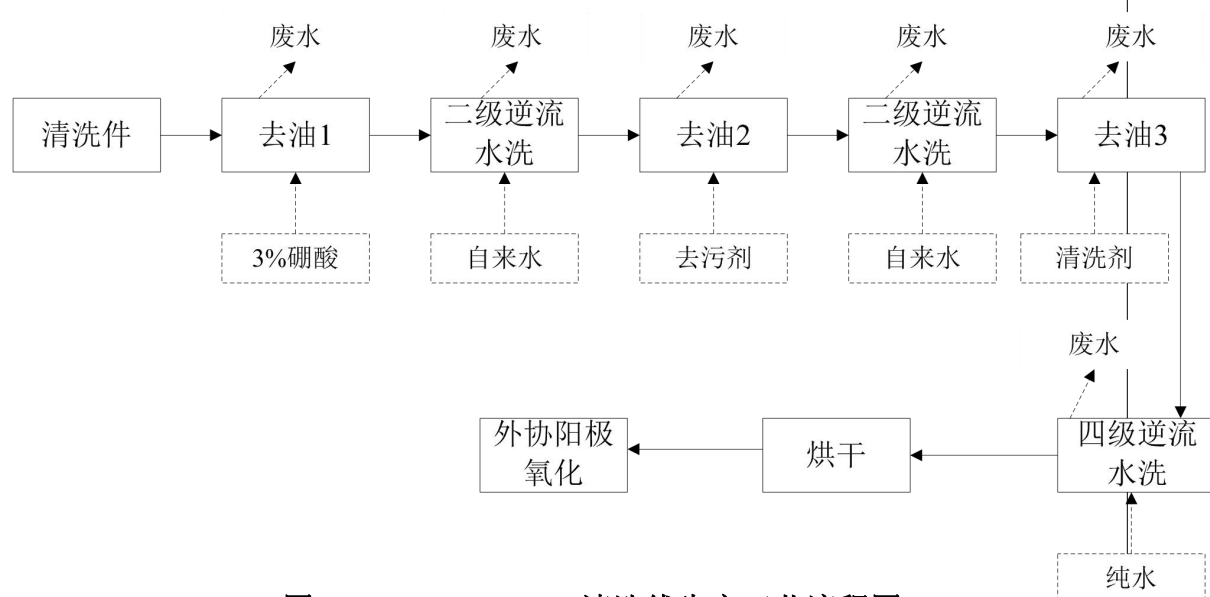 废水
废水
废水
废水
废水
清洗件
去油1
二级逆流
水洗
去油2
二级逆流
水洗
去油3
3%硼酸
自来水
去污剂
自来水
清洗剂
废水
外协阳极
氧化
烘干
四级逆流
水洗
纯水